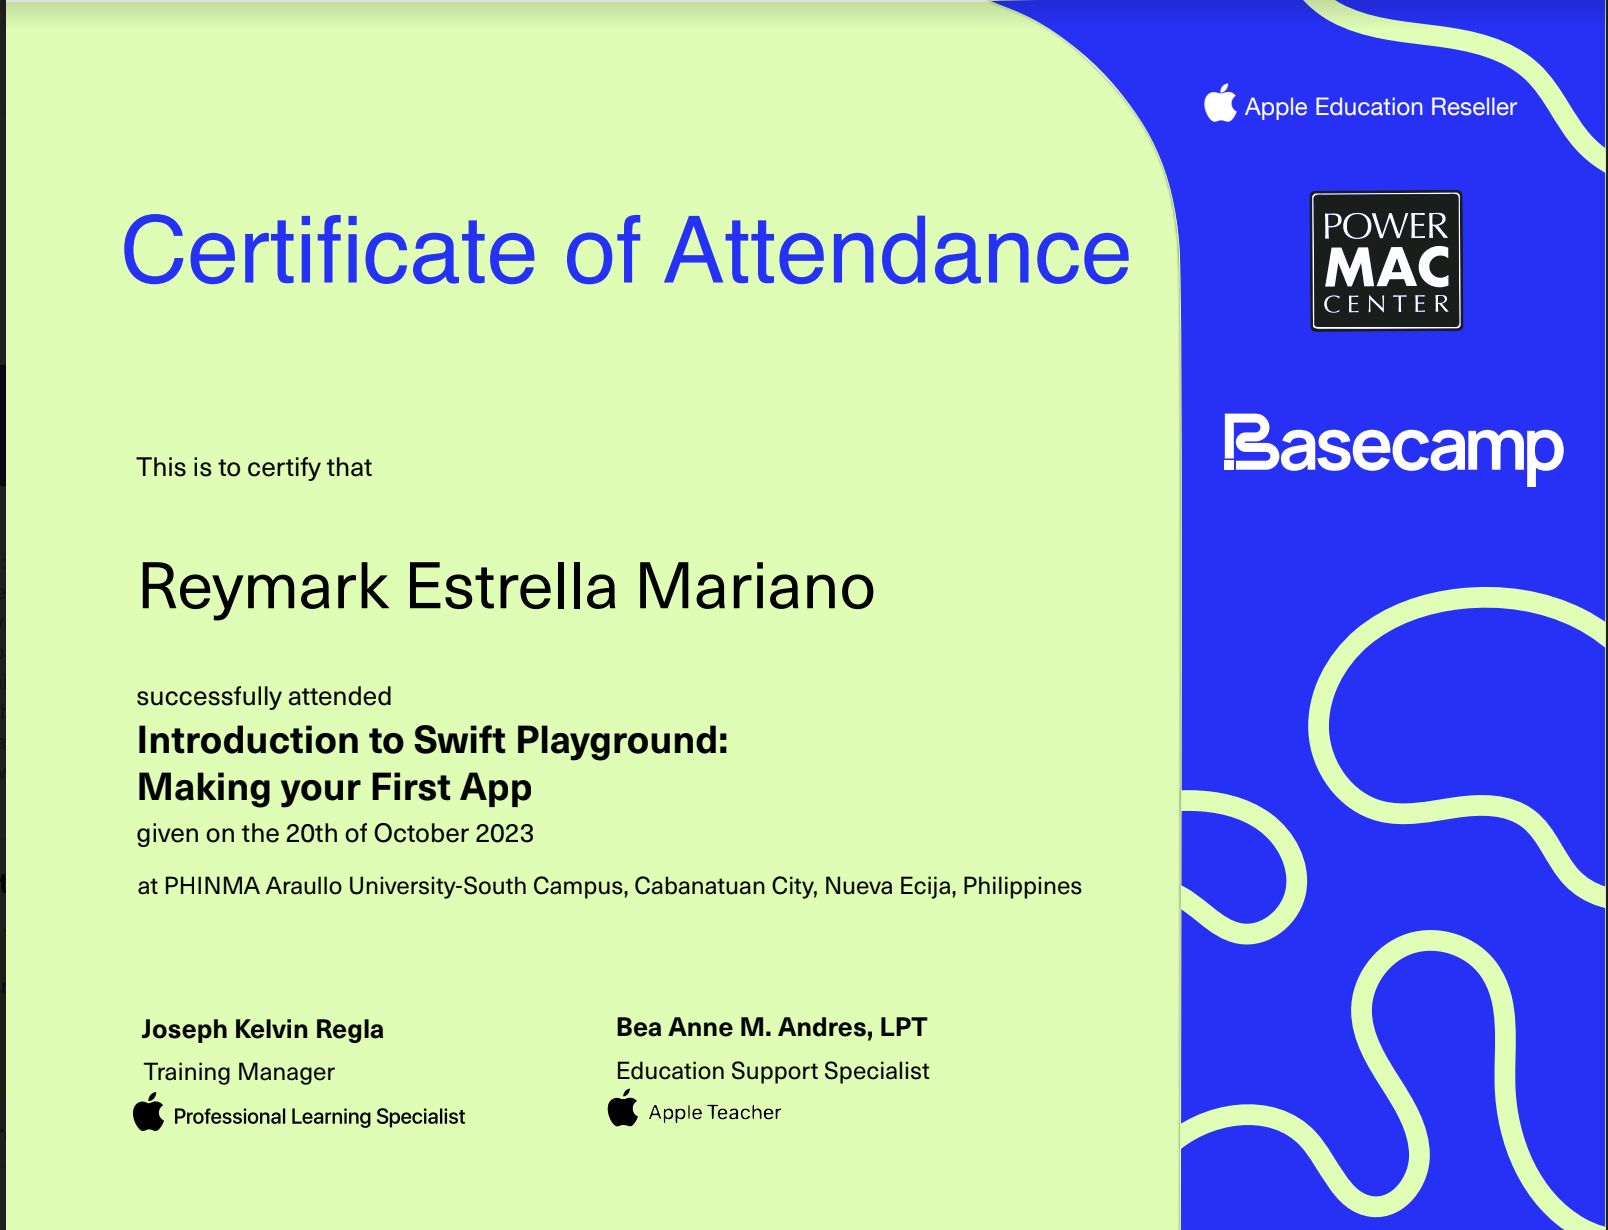 Certificate of Attendance
This is to certify that
Reymark Estrella Mariano
successfully attended
Introduction to Swift Playground:
Making your First App
given on the 20th of October 2023
at PHINMA Araullo University-South Campus, Cabanatuan City, Nueva Ecija, Philippines
Joseph Kelvin Regla
Training Manager
Professional Learning Specialist
Bea Anne M. Andres, LPT
Education Support Specialist
Apple Teacher
Apple Education Reseller
POWER
MAC
CENTER
Basecamp